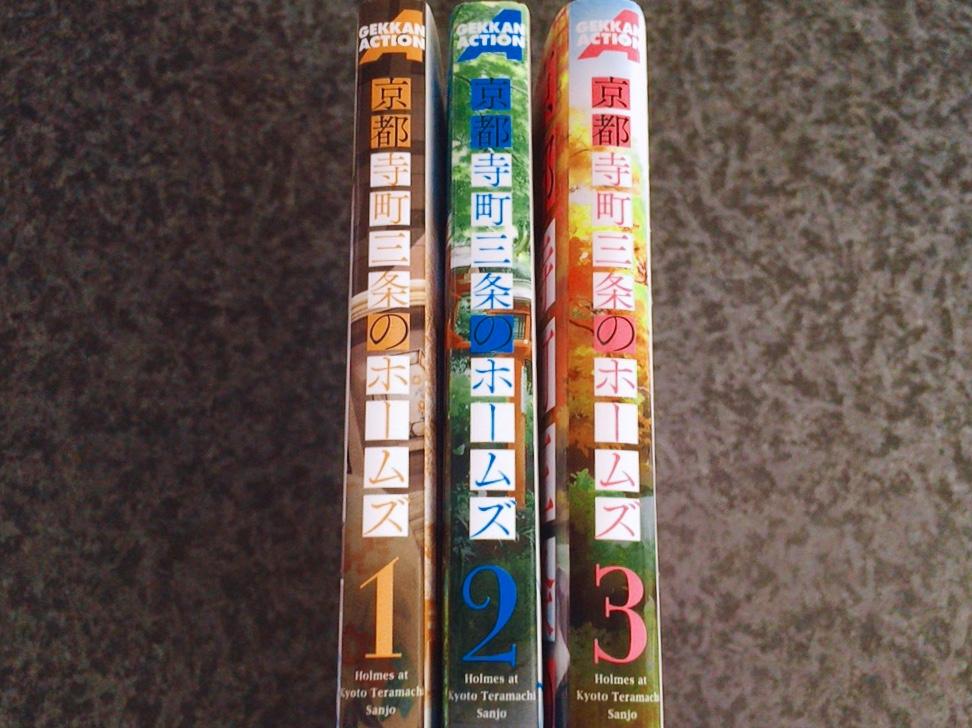 GEKKAN
ACTION
京都寺町三条のホームズ
1
Holmes at
Kyoto Teramachi
Sanjo
GEKKAN
ACTION
京都寺町三条のホームズ
2
Holmes at
Kyoto Teramachi
Sanjo
GEKKAN
ACTION
京都寺町三条のホームズ
3
Holmes at
Kyoto Teramachi
Sanjo